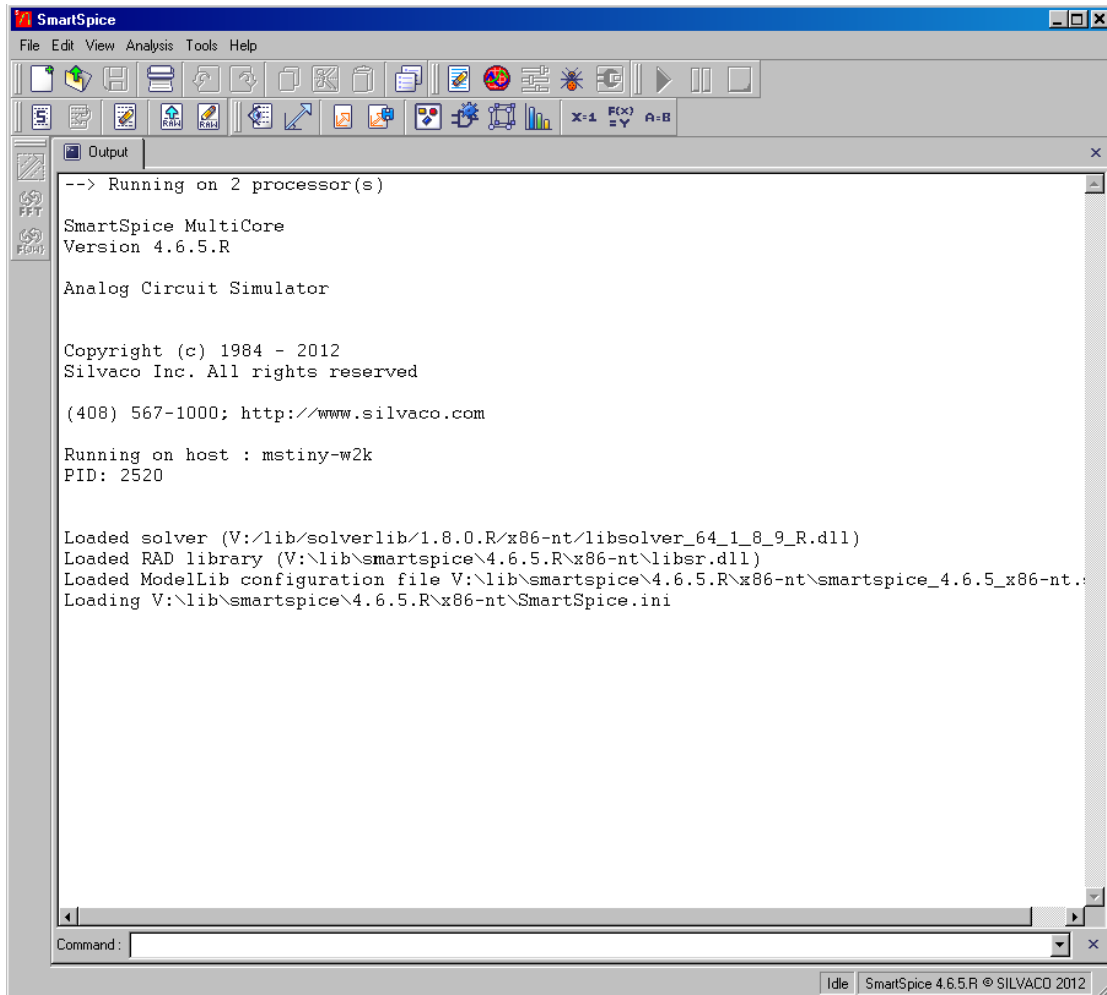 SmartSpice
File Edit View Analysis Tools Help
RAW RAW X=1 F(X)=Y A=B
Output
FFT
--> Running on 2 processor(s)
SmartSpice MultiCore
Version 4.6.5.R
Analog Circuit Simulator
Copyright (c) 1984 - 2012
Silvaco Inc. All rights reserved
(408) 567-1000; http://www.silvaco.com
Running on host : mstiny-w2k
PID: 2520
Loaded solver (V:/lib/solverlib/1.8.0.R/x86-nt/libsolver_64_1_8_9_R.dll)
Loaded RAD library (V:\lib\smartspice\4.6.5.R\x86-nt\libsr.dll)
Loaded ModelLib configuration file V:\lib\smartspice\4.6.5.R\x86-nt\smartspice_4.6.5_x86-nt.
Loading V:\lib\smartspice\4.6.5.R\x86-nt\SmartSpice.ini
Command :
Idle SmartSpice 4.6.5.R © SILVACO 2012